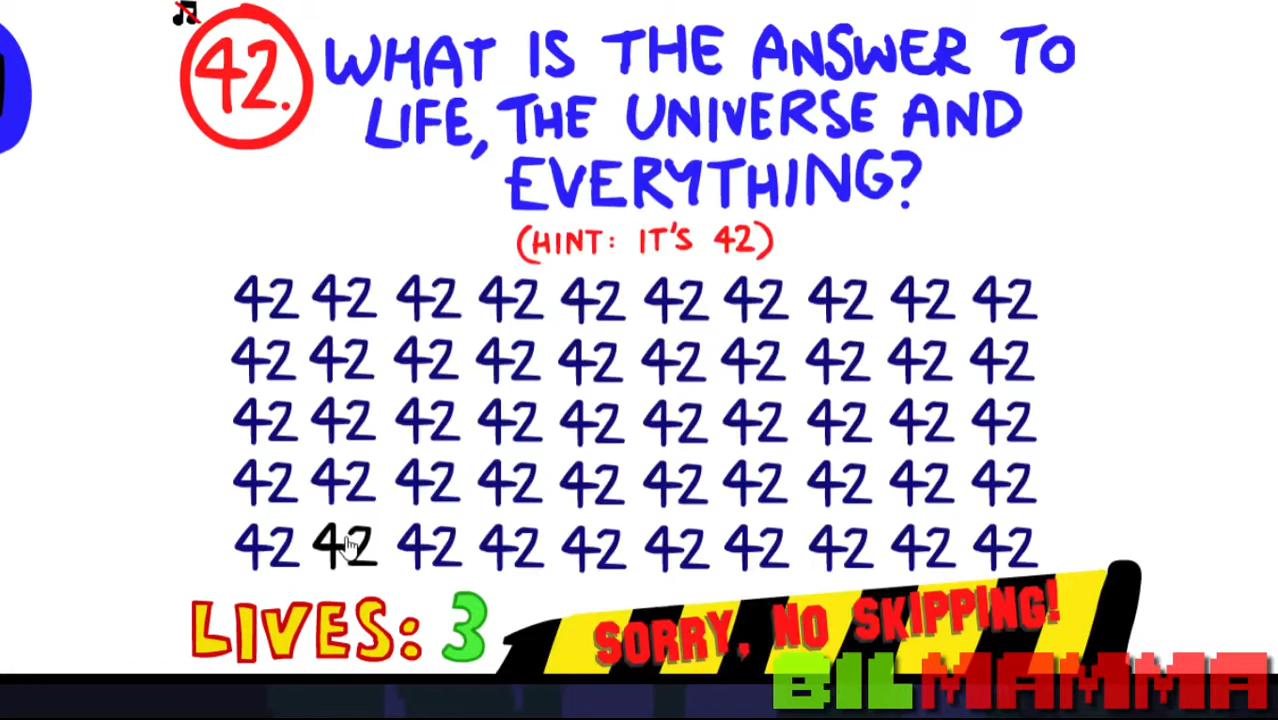 42. WHAT IS THE ANSWER TO
LIFE, THE UNIVERSE AND
EVERYTHING?
(HINT: IT'S 42)
42 42 42 42 42 42 42 42 42 42
42 42 42 42 42 42 42 42 42 42
42 42 42 42 42 42 42 42 42 42
42 42 42 42 42 42 42 42 42 42
42 42 42 42 42 42 42 42 42 42
LIVES: 3
SORRY, NO SKIPPING!
BILMAMMA